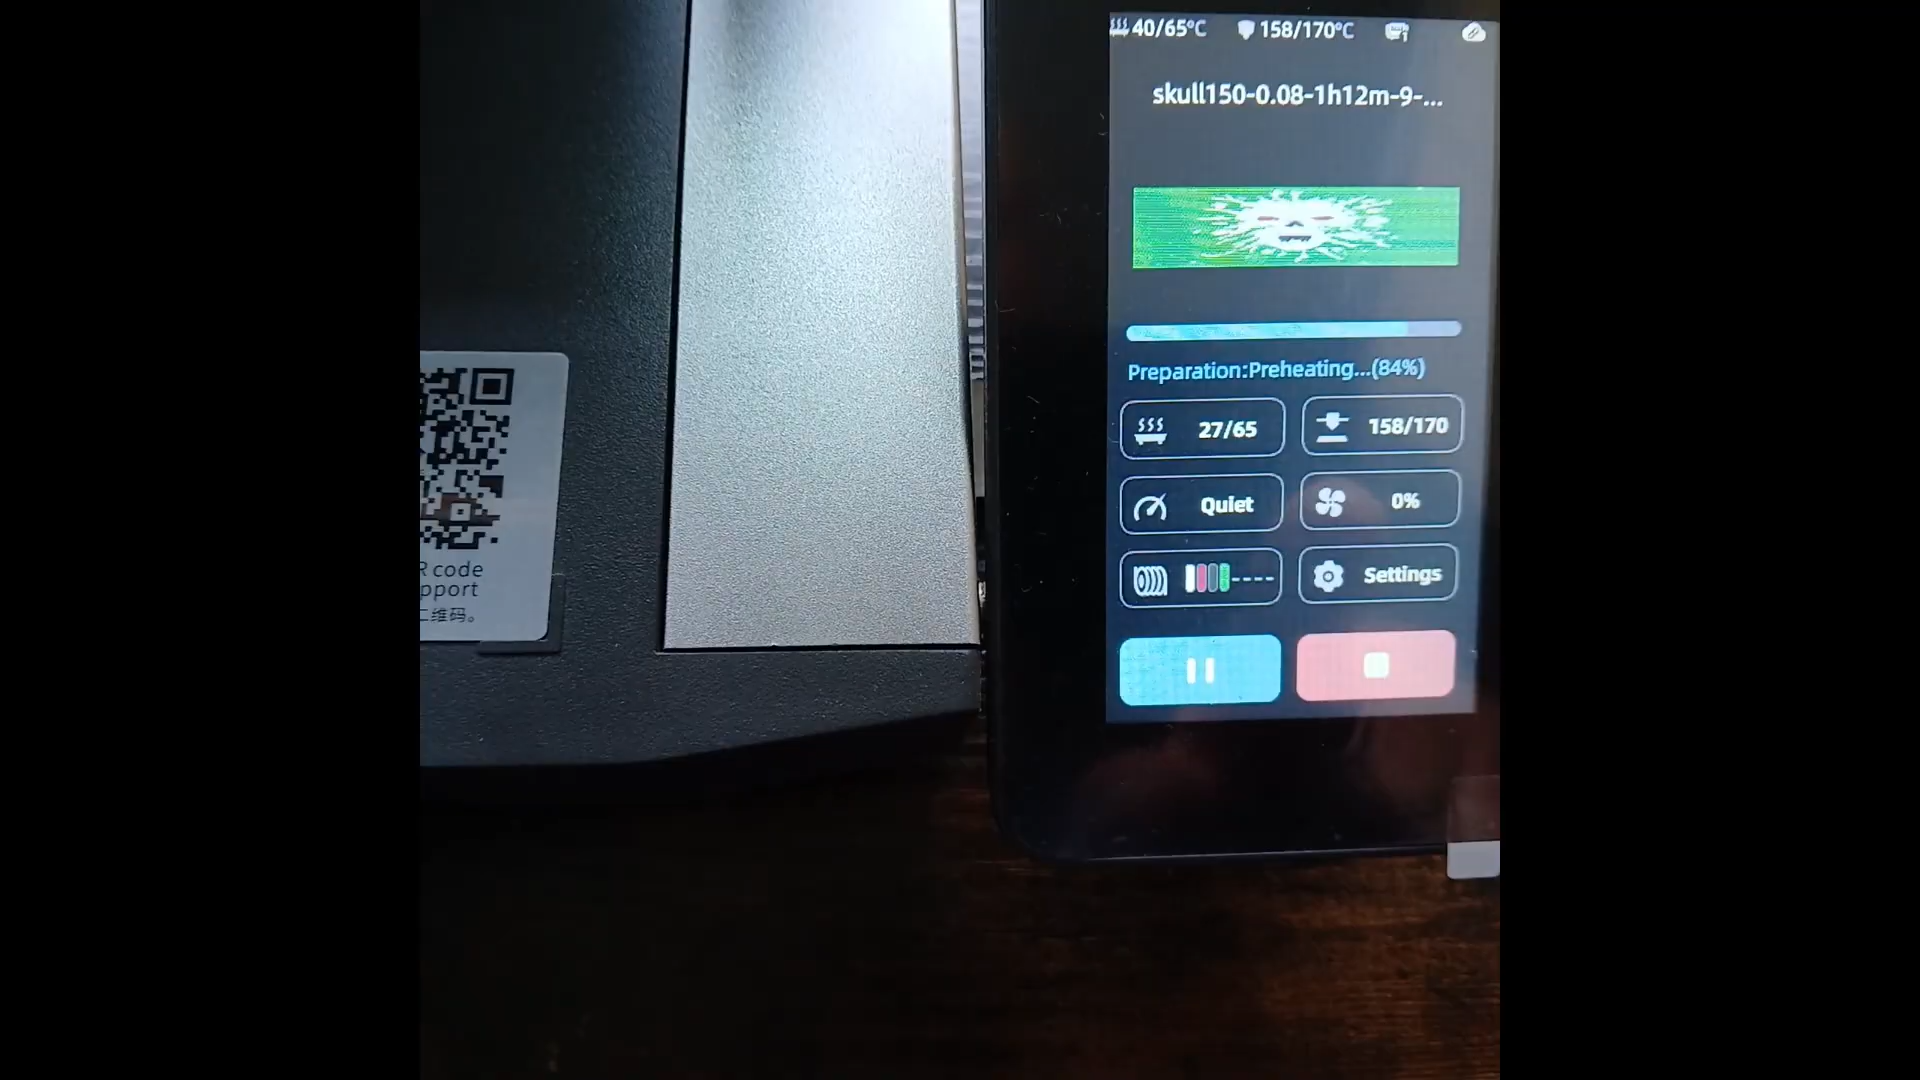 40/65°C 158/170°C 1
skull150-0.08-1h12m-9-...
Preparation:Preheating...(84%)
27/65 158/170
Quiet 0%
---- Settings
R code
pport
二维码。